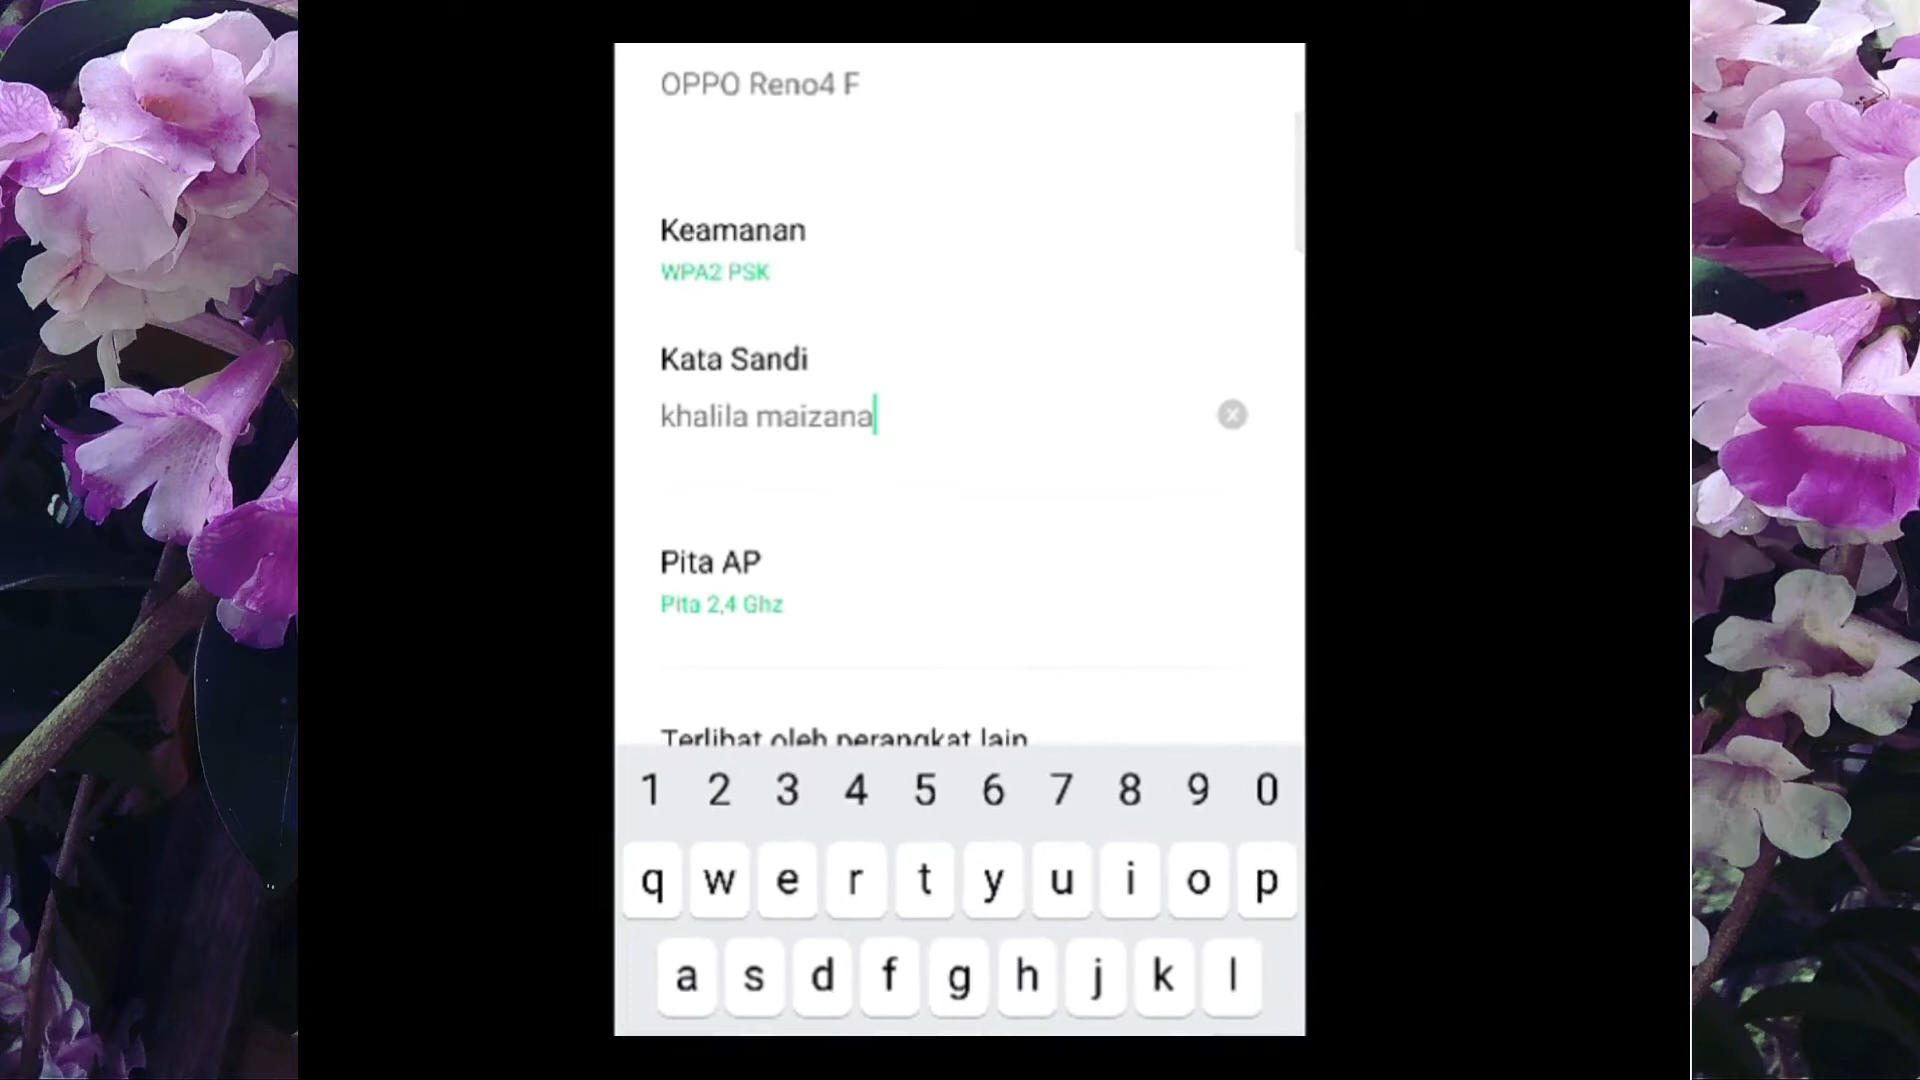 OPPO Reno4 F
Keamanan
WPA2 PSK
Kata Sandi
khalila maizana
Pita AP
Pita 2,4 Ghz
Terlihat oleh perangkat lain
1 2 3 4 5 6 7 8 9 0
q w e r t y u i o p
a s d f g h j k l